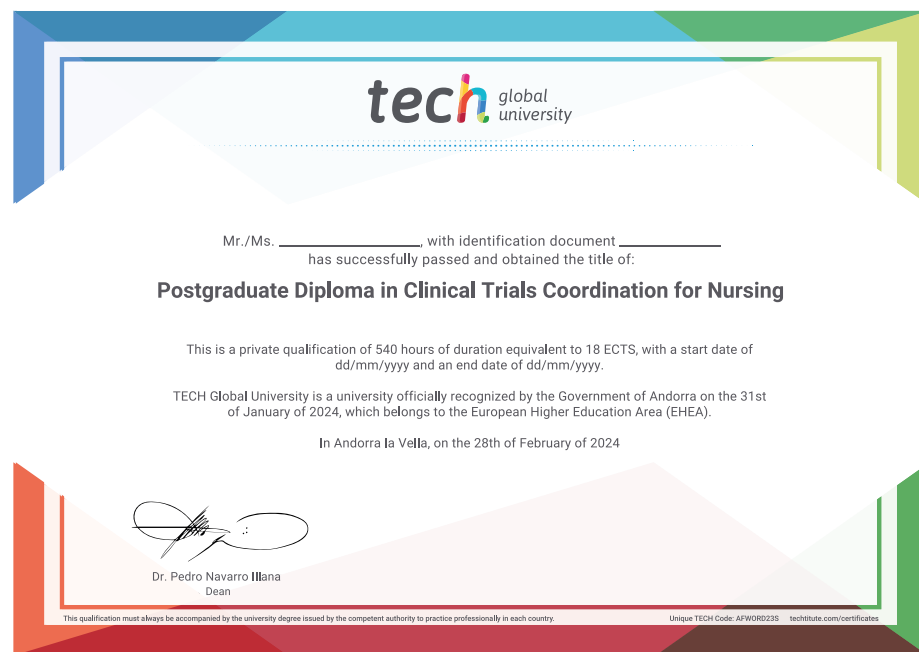 tech global university
Mr./Ms. ____________, with identification document ____________
has successfully passed and obtained the title of:
Postgraduate Diploma in Clinical Trials Coordination for Nursing
This is a private qualification of 540 hours of duration equivalent to 18 ECTS, with a start date of
dd/mm/yyyy and an end date of dd/mm/yyyy.
TECH Global University is a university officially recognized by the Government of Andorra on the 31st
of January of 2024, which belongs to the European Higher Education Area (EHEA).
In Andorra la Vella, on the 28th of February of 2024
Dr. Pedro Navarro Illana
Dean
This qualification must always be accompanied by the university degree issued by the competent authority to practice professionally in each country.
Unique TECH Code: AFWORD23S techtitute.com/certificates